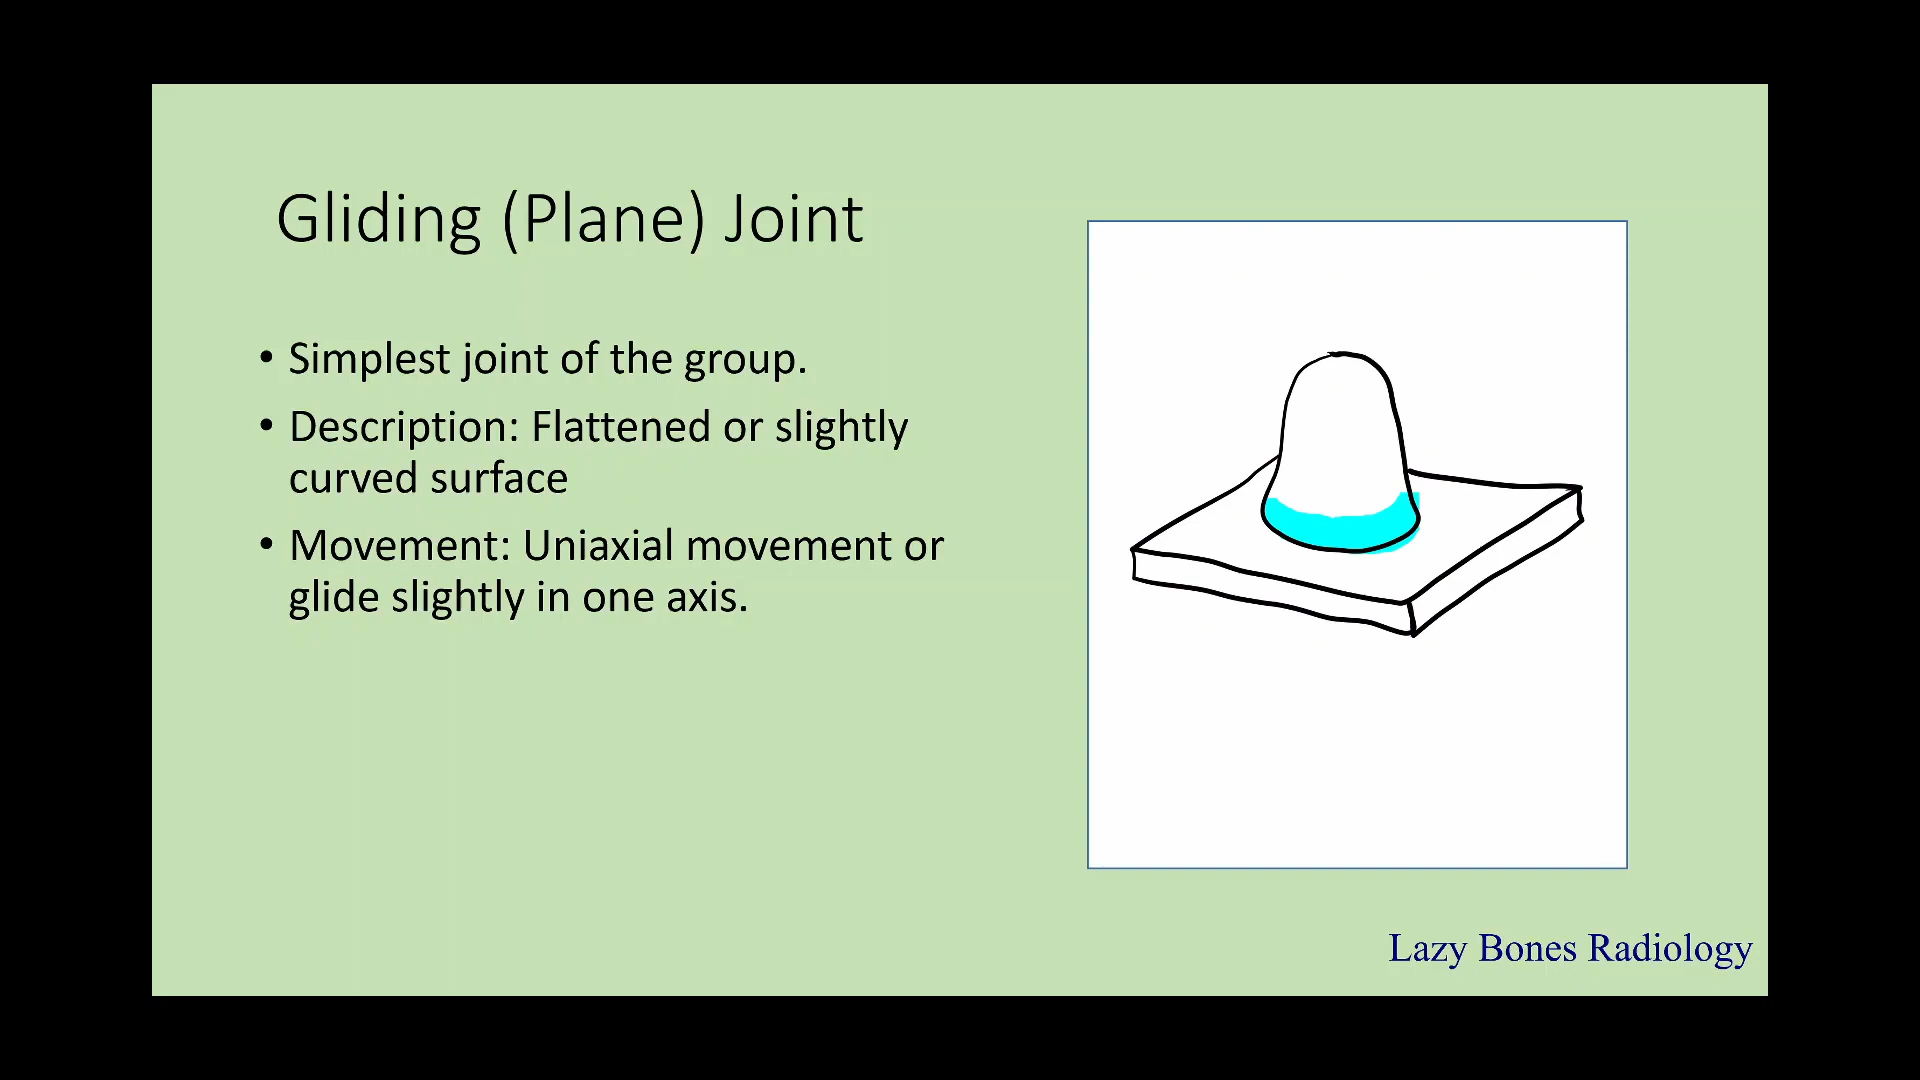 Gliding (Plane) Joint
• Simplest joint of the group.
• Description: Flattened or slightly
curved surface
• Movement: Uniaxial movement or
glide slightly in one axis.
Lazy Bones Radiology